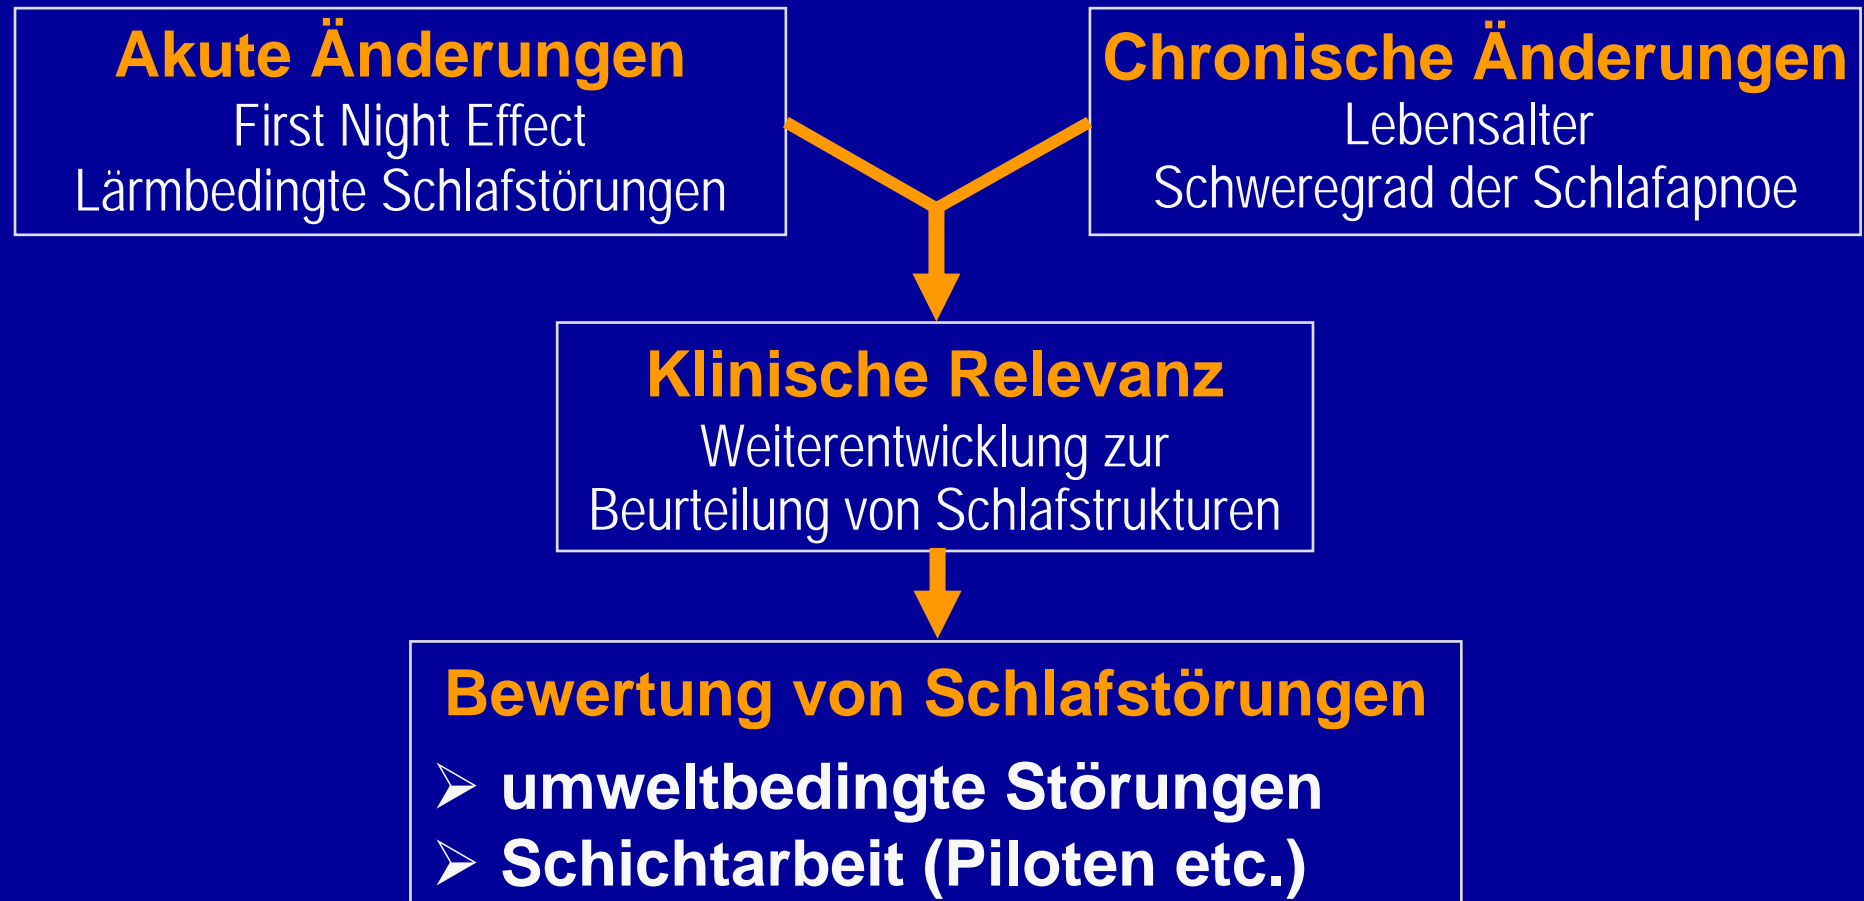 Akute Änderungen
First Night Effect
Lärmbedingte Schlafstörungen
Chronische Änderungen
Lebensalter
Schweregrad der Schlafapnoe
Klinische Relevanz
Weiterentwicklung zur
Beurteilung von Schlafstrukturen
Bewertung von Schlafstörungen
➢ umweltbedingte Störungen
➢ Schichtarbeit (Piloten etc.)